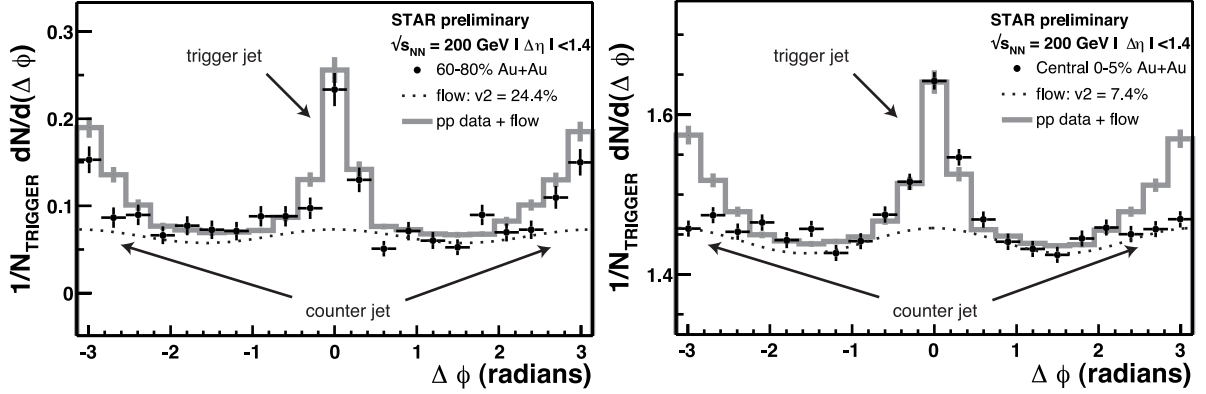 STAR preliminary
√sNN = 200 GeV | Δη | <1.4
60-80% Au+Au
flow: v2 = 24.4%
pp data + flow
trigger jet
counter jet
1/NTRIGGER dN/d(Δ φ)
0.3
0.2
0.1
0
-3 -2 -1 0 1 2 3
Δ φ (radians)
STAR preliminary
√sNN = 200 GeV | Δη | <1.4
Central 0-5% Au+Au
flow: v2 = 7.4%
pp data + flow
trigger jet
counter jet
1/NTRIGGER dN/d(Δ φ)
1.6
1.4
-3 -2 -1 0 1 2 3
Δ φ (radians)